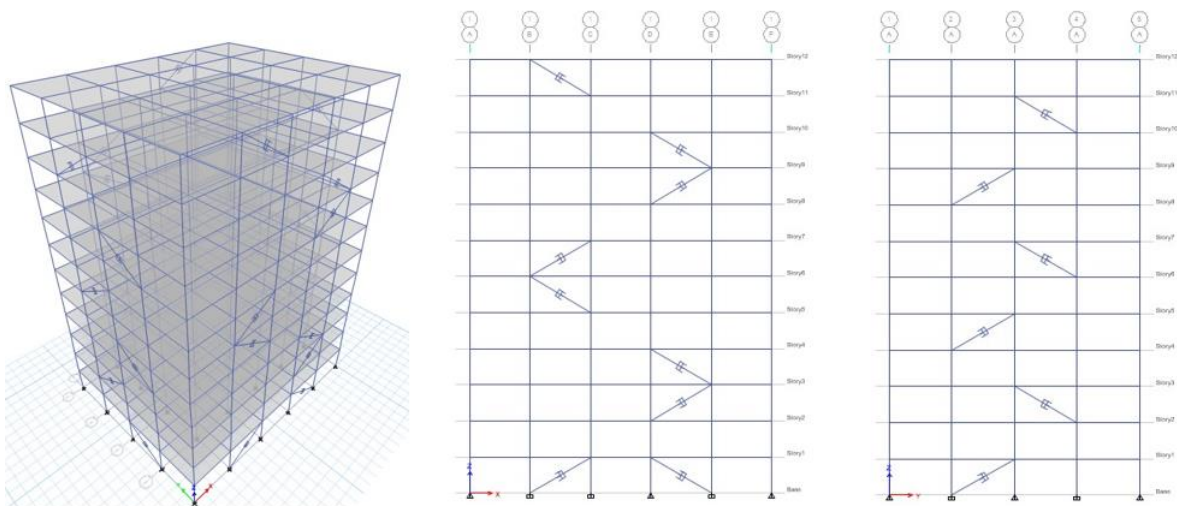 1 1 1 1 1 1
A B C D E F
Story12
Story11
Story10
Story9
Story8
Story7
Story6
Story5
Story4
Story3
Story2
Story1
Base
Z
X
1 2 3 4 5
A A A A A
Story12
Story11
Story10
Story9
Story8
Story7
Story6
Story5
Story4
Story3
Story2
Story1
Base
Z
Y
Z
Y
X